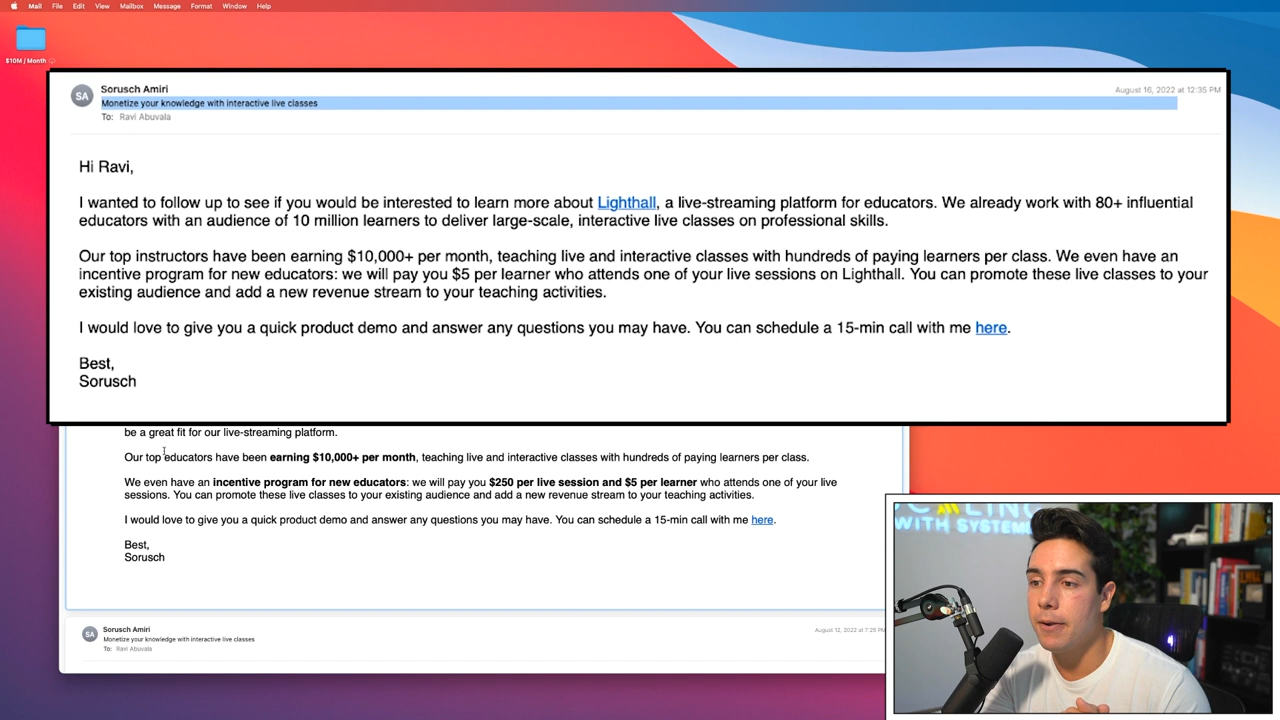 Mail File Edit View Mailbox Message Format Window Help
$10M / Month
SA
Sorusch Amiri
August 16, 2022 at 12:35 PM
Monetize your knowledge with interactive live classes
To: Ravi Abuvala
Hi Ravi,
I wanted to follow up to see if you would be interested to learn more about Lighthall, a live-streaming platform for educators. We already work with 80+ influential
educators with an audience of 10 million learners to deliver large-scale, interactive live classes on professional skills.
Our top instructors have been earning $10,000+ per month, teaching live and interactive classes with hundreds of paying learners per class. We even have an
incentive program for new educators: we will pay you $5 per learner who attends one of your live sessions on Lighthall. You can promote these live classes to your
existing audience and add a new revenue stream to your teaching activities.
I would love to give you a quick product demo and answer any questions you may have. You can schedule a 15-min call with me here.
Best,
Sorusch
be a great fit for our live-streaming platform.
Our top educators have been earning $10,000+ per month, teaching live and interactive classes with hundreds of paying learners per class.
We even have an incentive program for new educators: we will pay you $250 per live session and $5 per learner who attends one of your live
sessions. You can promote these live classes to your existing audience and add a new revenue stream to your teaching activities.
I would love to give you a quick product demo and answer any questions you may have. You can schedule a 15-min call with me here.
Best,
Sorusch
SA
Sorusch Amiri
August 12, 2022 at 7:25 PM
Monetize your knowledge with interactive live classes
To: Ravi Abuvala
WITH SYSTEM